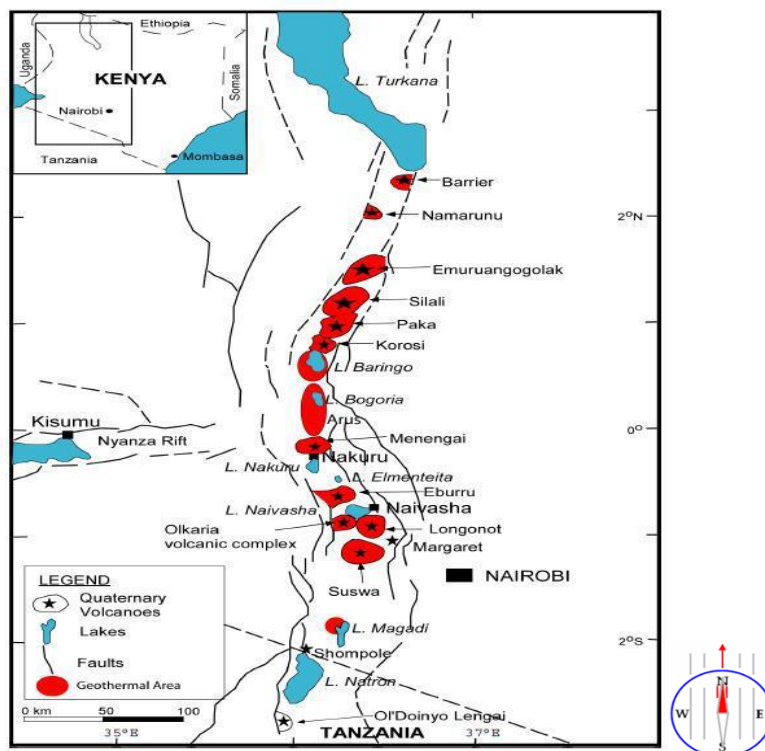 Ethiopia
Uganda
KENYA
Somalia
Nairobi
Tanzania
Mombasa
L. Turkana
Barrier
Namarunu
2°N
Emuruangogolak
Silali
Paka
Korosi
L. Baringo
L. Bogoria
Arus
Kisumu
Nyanza Rift
Menengai
0°
Nakuru
L. Nakuru
L. Elmenteita
Eburru
L. Naivasha
Naivasha
Olkaria
volcanic complex
Longonot
Margaret
Suswa
NAIROBI
LEGEND
Quaternary
Volcanoes
Lakes
Faults
Geothermal Area
0 km 50 100
L. Magadi
2°S
Shompole
L. Natron
Ol'Doinyo Lengai
35°E
TANZANIA
37°E
N
W E
S